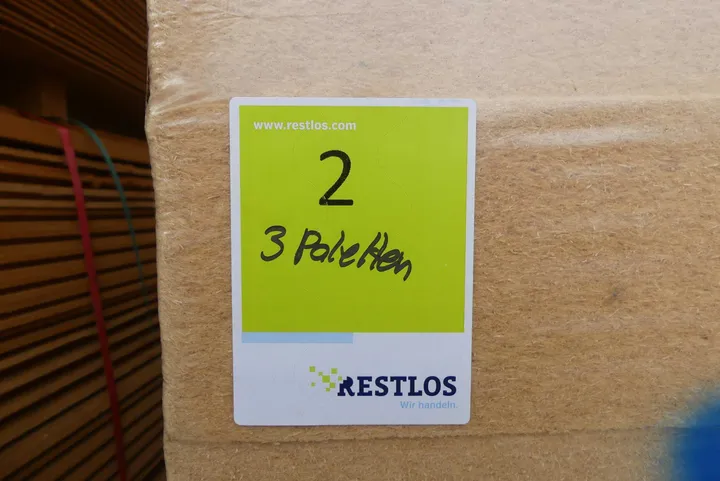 www.restlos.com
2
3 Paletten
RESTLOS
Wir handeln.